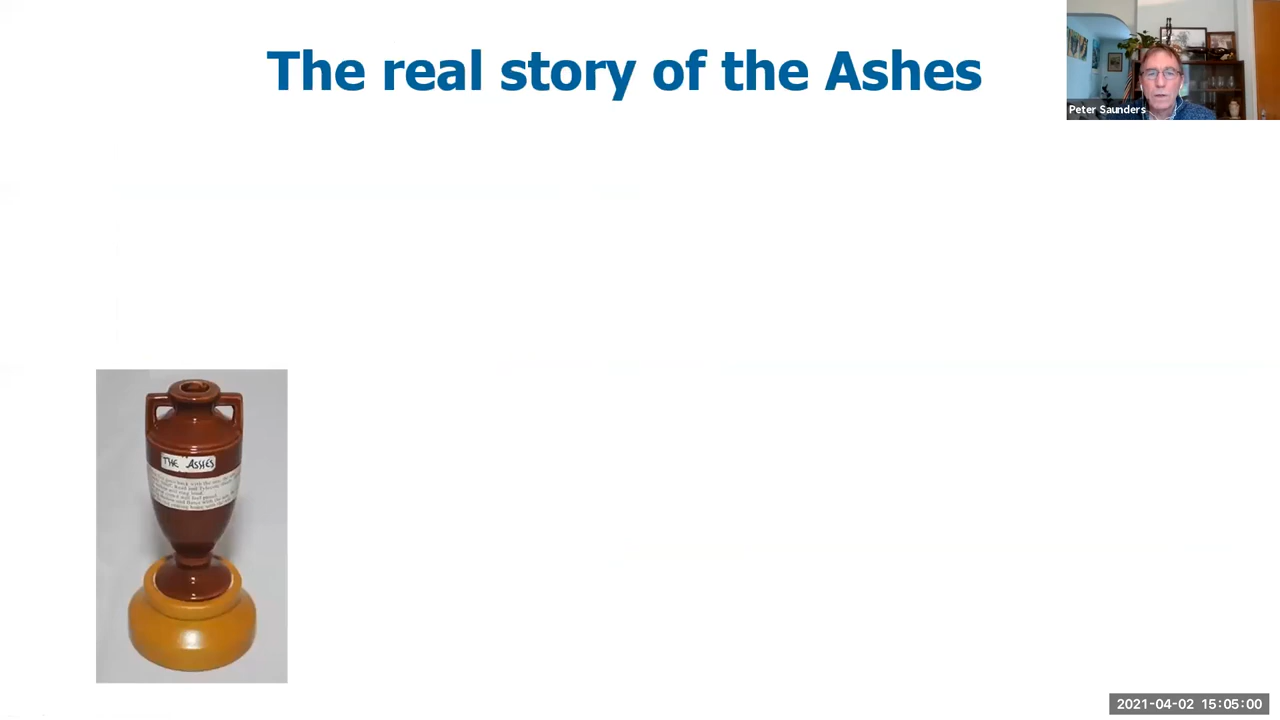 The real story of the Ashes
Peter Saunders
THE ASHES
2021-04-02 15:05:00